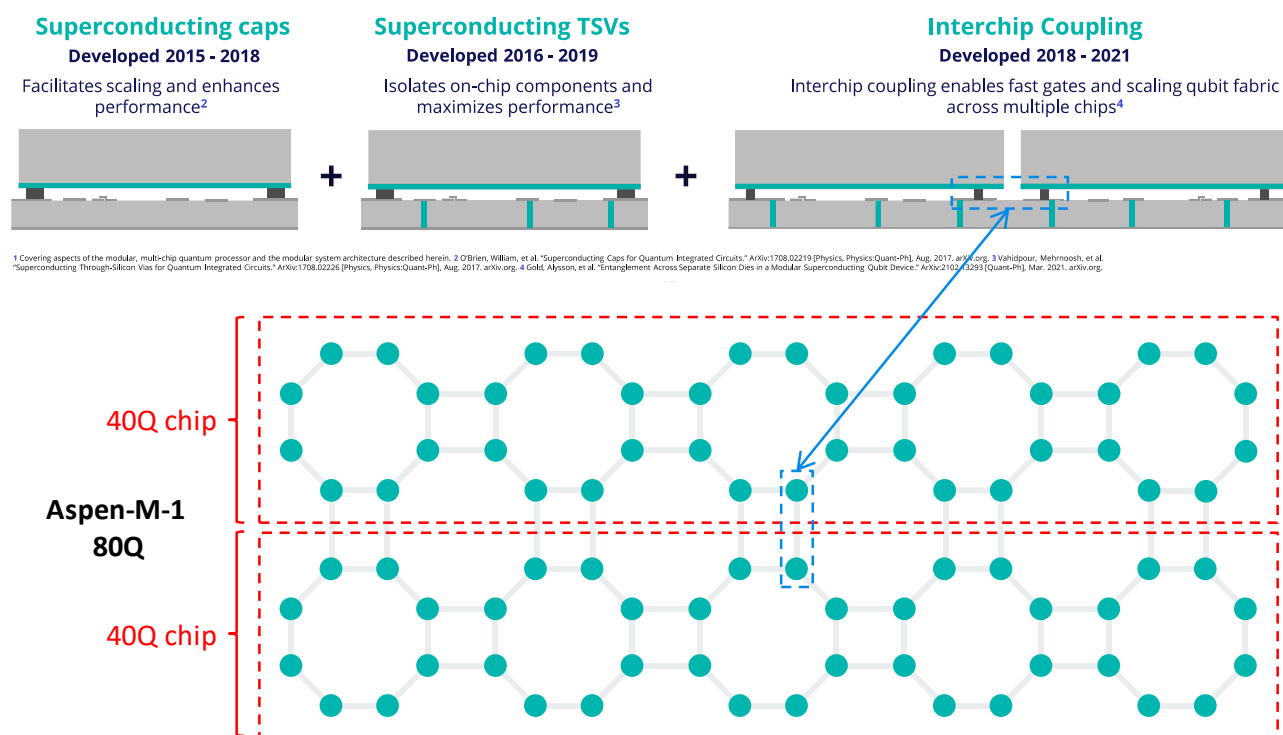 Superconducting caps
Developed 2015 - 2018
Facilitates scaling and enhances
performance2
+
Superconducting TSVs
Developed 2016 - 2019
Isolates on-chip components and
maximizes performance3
+
Interchip Coupling
Developed 2018 - 2021
Interchip coupling enables fast gates and scaling qubit fabric
across multiple chips4
1 Covering aspects of the modular, multi-chip quantum processor and the modular system architecture described herein. 2 O'Brien, William, et al. "Superconducting Caps for Quantum Integrated Circuits." ArXiv:1708.02219 [Physics, Physics:Quant-Ph], Aug. 2017. arXiv.org. 3 Vahidpour, Mehrnoosh, et al.
"Superconducting Through-Silicon Vias for Quantum Integrated Circuits." ArXiv:1708.02226 [Physics, Physics:Quant-Ph], Aug. 2017. arXiv.org. 4 Gold, Alysson, et al. "Entanglement Across Separate Silicon Dies in a Modular Superconducting Qubit Device." ArXiv:2102.13293 [Quant-Ph], Mar. 2021. arXiv.org.
40Q chip
Aspen-M-1
80Q
40Q chip